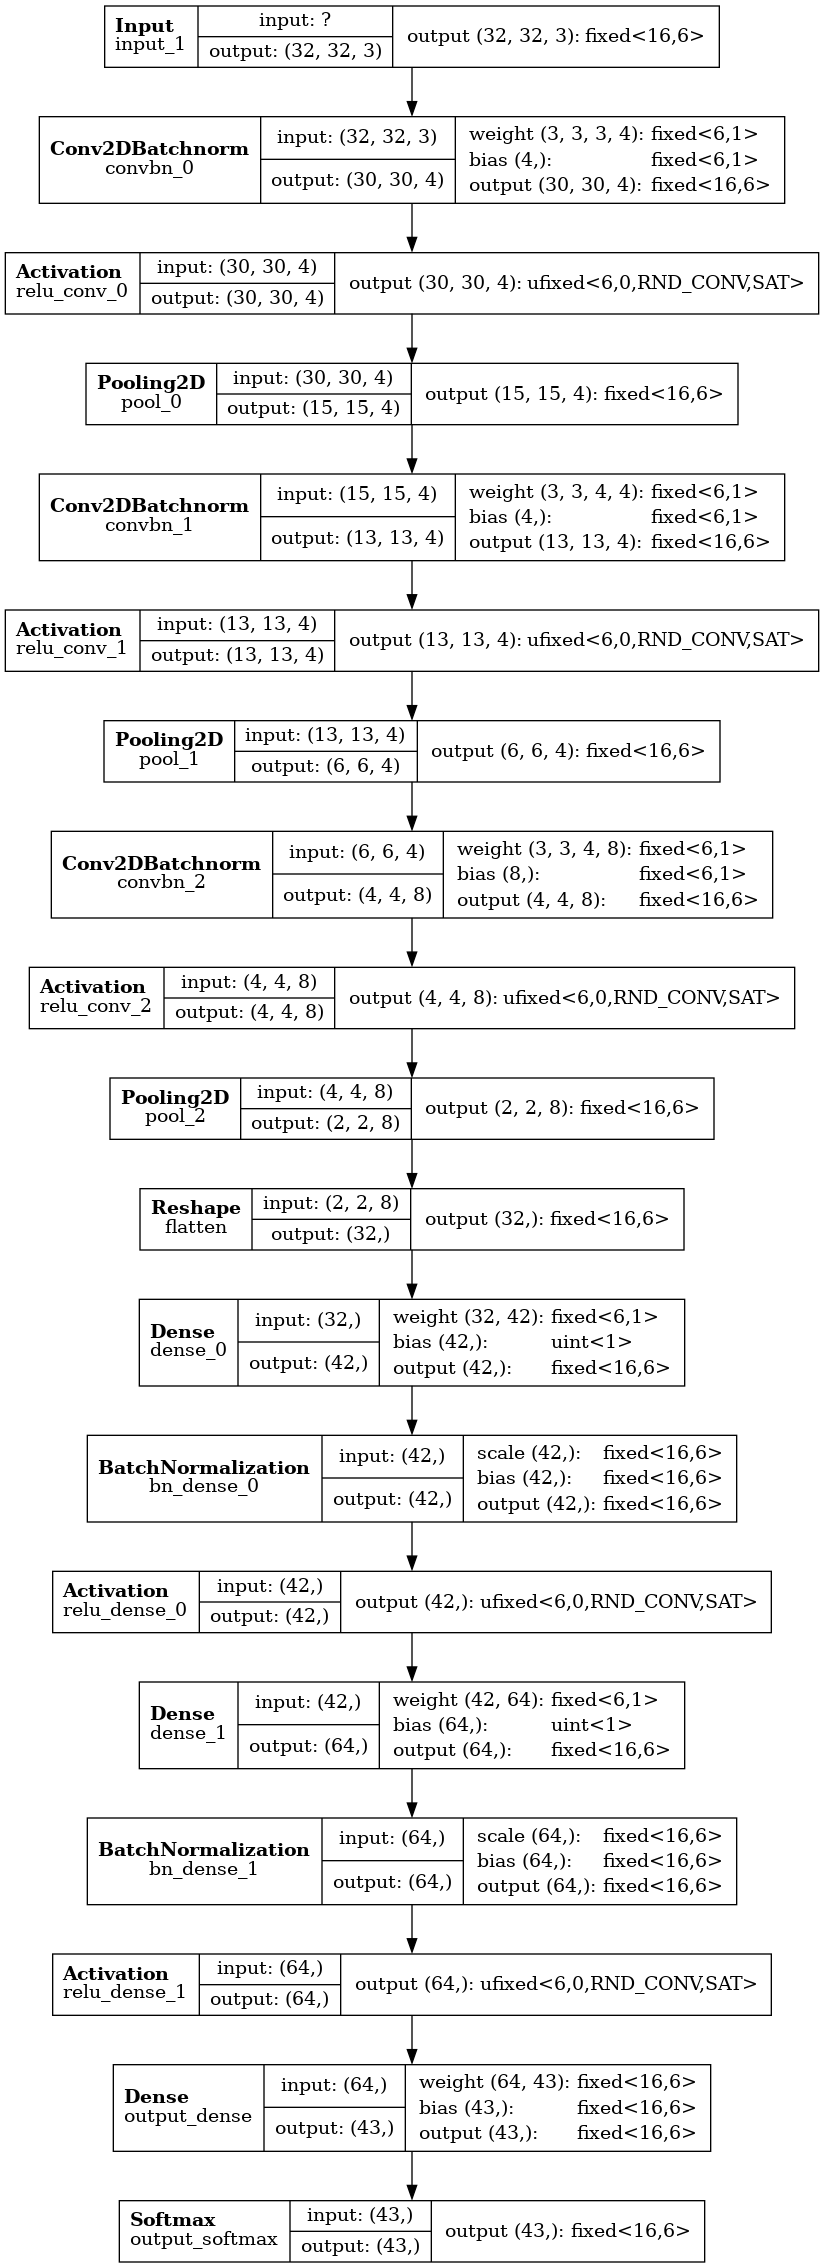 Input
input_1
input: ?
output: (32, 32, 3)
output (32, 32, 3): fixed<16,6>
Conv2DBatchnorm
convbn_0
input: (32, 32, 3)
output: (30, 30, 4)
weight (3, 3, 3, 4): fixed<6,1>
bias (4,): fixed<6,1>
output (30, 30, 4): fixed<16,6>
Activation
relu_conv_0
input: (30, 30, 4)
output: (30, 30, 4)
output (30, 30, 4): ufixed<6,0,RND_CONV,SAT>
Pooling2D
pool_0
input: (30, 30, 4)
output: (15, 15, 4)
output (15, 15, 4): fixed<16,6>
Conv2DBatchnorm
convbn_1
input: (15, 15, 4)
output: (13, 13, 4)
weight (3, 3, 4, 4): fixed<6,1>
bias (4,): fixed<6,1>
output (13, 13, 4): fixed<16,6>
Activation
relu_conv_1
input: (13, 13, 4)
output: (13, 13, 4)
output (13, 13, 4): ufixed<6,0,RND_CONV,SAT>
Pooling2D
pool_1
input: (13, 13, 4)
output: (6, 6, 4)
output (6, 6, 4): fixed<16,6>
Conv2DBatchnorm
convbn_2
input: (6, 6, 4)
output: (4, 4, 8)
weight (3, 3, 4, 8): fixed<6,1>
bias (8,): fixed<6,1>
output (4, 4, 8): fixed<16,6>
Activation
relu_conv_2
input: (4, 4, 8)
output: (4, 4, 8)
output (4, 4, 8): ufixed<6,0,RND_CONV,SAT>
Pooling2D
pool_2
input: (4, 4, 8)
output: (2, 2, 8)
output (2, 2, 8): fixed<16,6>
Reshape
flatten
input: (2, 2, 8)
output: (32,)
output (32,): fixed<16,6>
Dense
dense_0
input: (32,)
output: (42,)
weight (32, 42): fixed<6,1>
bias (42,): uint<1>
output (42,): fixed<16,6>
BatchNormalization
bn_dense_0
input: (42,)
output: (42,)
scale (42,): fixed<16,6>
bias (42,): fixed<16,6>
output (42,): fixed<16,6>
Activation
relu_dense_0
input: (42,)
output: (42,)
output (42,): ufixed<6,0,RND_CONV,SAT>
Dense
dense_1
input: (42,)
output: (64,)
weight (42, 64): fixed<6,1>
bias (64,): uint<1>
output (64,): fixed<16,6>
BatchNormalization
bn_dense_1
input: (64,)
output: (64,)
scale (64,): fixed<16,6>
bias (64,): fixed<16,6>
output (64,): fixed<16,6>
Activation
relu_dense_1
input: (64,)
output: (64,)
output (64,): ufixed<6,0,RND_CONV,SAT>
Dense
output_dense
input: (64,)
output: (43,)
weight (64, 43): fixed<16,6>
bias (43,): fixed<16,6>
output (43,): fixed<16,6>
Softmax
output_softmax
input: (43,)
output: (43,)
output (43,): fixed<16,6>